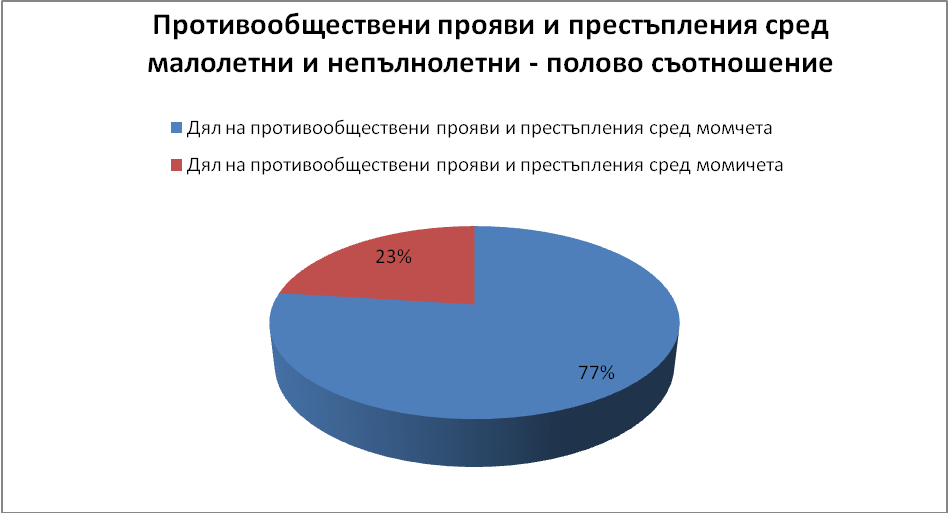 Противообществени прояви и престъпления сред
малолетни и непълнолетни - полово съотношение
Дял на противообществени прояви и престъпления сред момчета
Дял на противообществени прояви и престъпления сред момичета
23%
77%